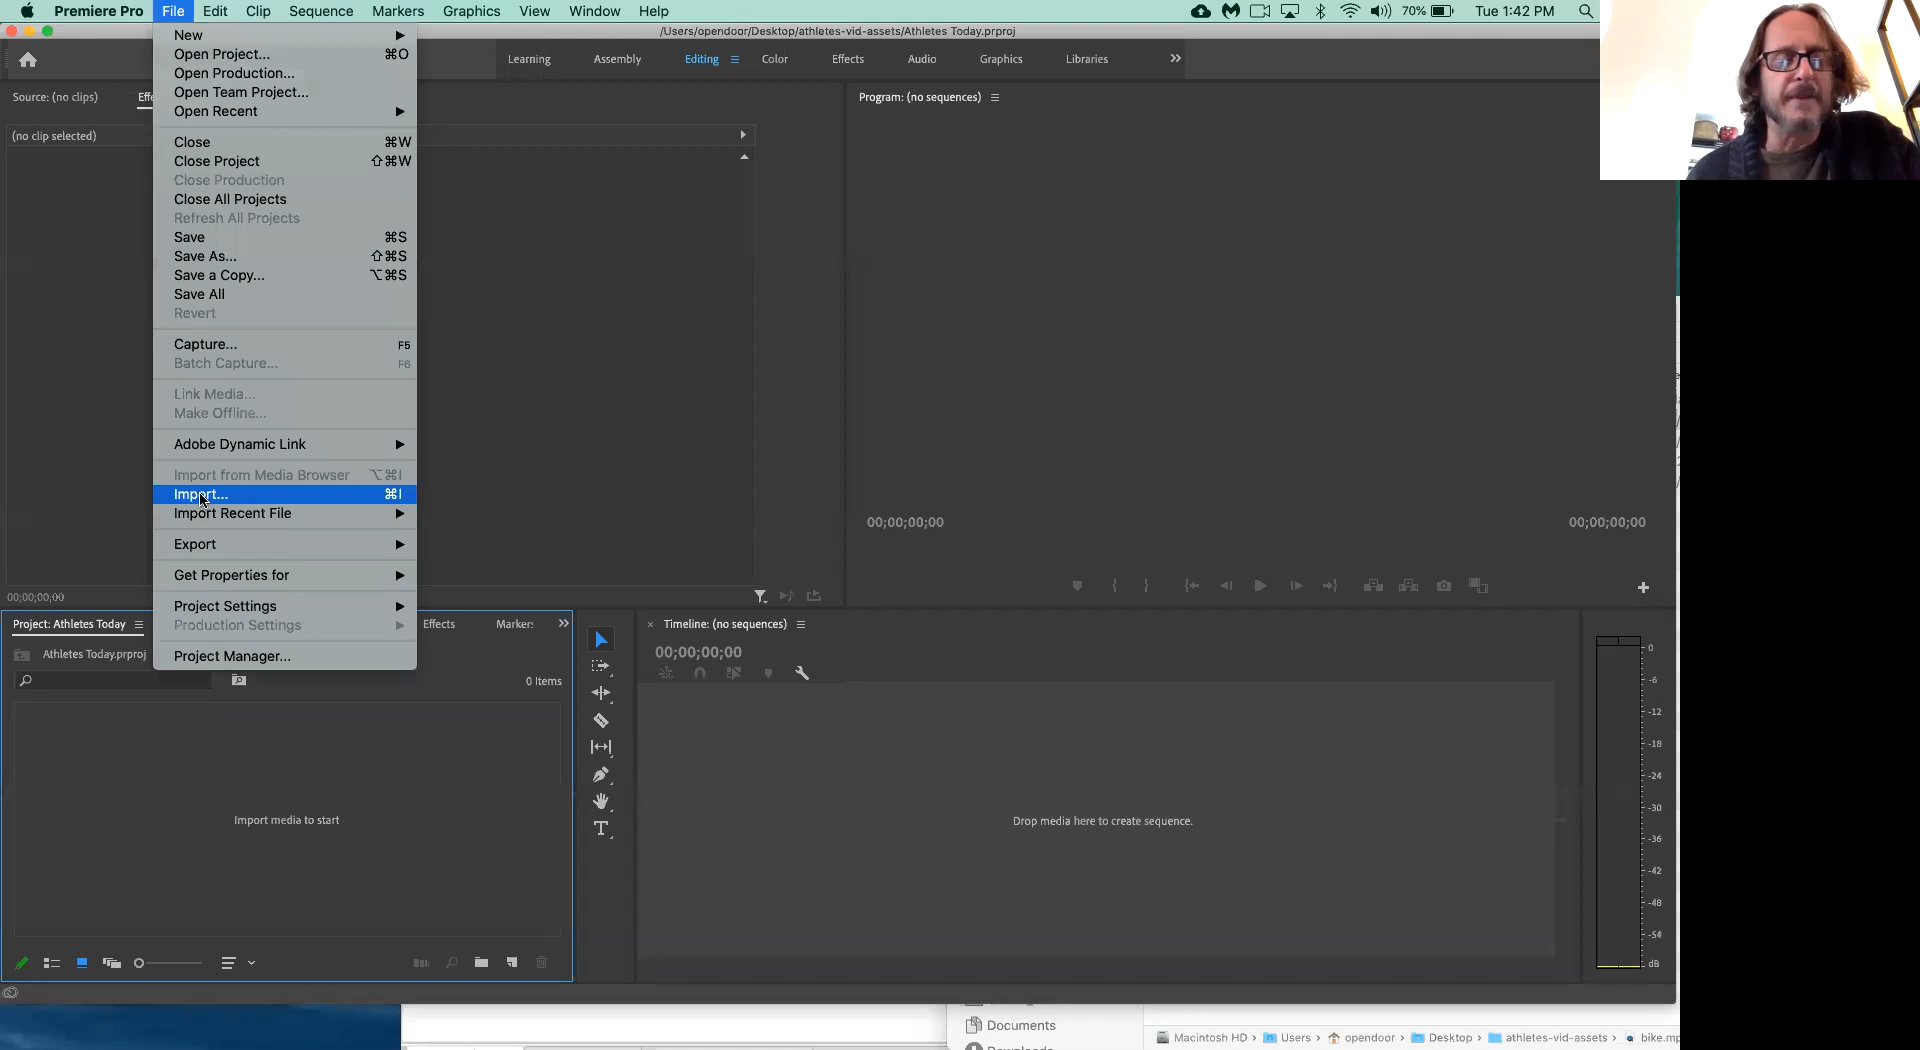 Premiere Pro File Edit Clip Sequence Markers Graphics View Window Help 70% Tue 1:42 PM
/Users/opendoor/Desktop/athletes-vid-assets/Athletes Today.prproj
Learning Assembly Editing Color Effects Audio Graphics Libraries
Source: (no clips)
Program: (no sequences)
(no clip selected)
New
Open Project... ⌘O
Open Production...
Open Team Project...
Open Recent
Close ⌘W
Close Project ⇧⌘W
Close Production
Close All Projects
Refresh All Projects
Save ⌘S
Save As... ⇧⌘S
Save a Copy... ⌥⌘S
Save All
Revert
Capture... F5
Batch Capture... F6
Link Media...
Make Offline...
Adobe Dynamic Link
Import from Media Browser ⌥⌘I
Import... ⌘I
Import Recent File
Export
Get Properties for
Project Settings
Production Settings
Project Manager...
00;00;00;00 00;00;00;00
00;00;00;00
Project: Athletes Today Effects Markers
Athletes Today.prproj
0 Items
Import media to start
Timeline: (no sequences)
00;00;00;00
Drop media here to create sequence.
0
-6
-12
-18
-24
-30
-36
-42
-48
-54
dB
Documents
Macintosh HD › Users › opendoor › Desktop › athletes-vid-assets › bike.mp